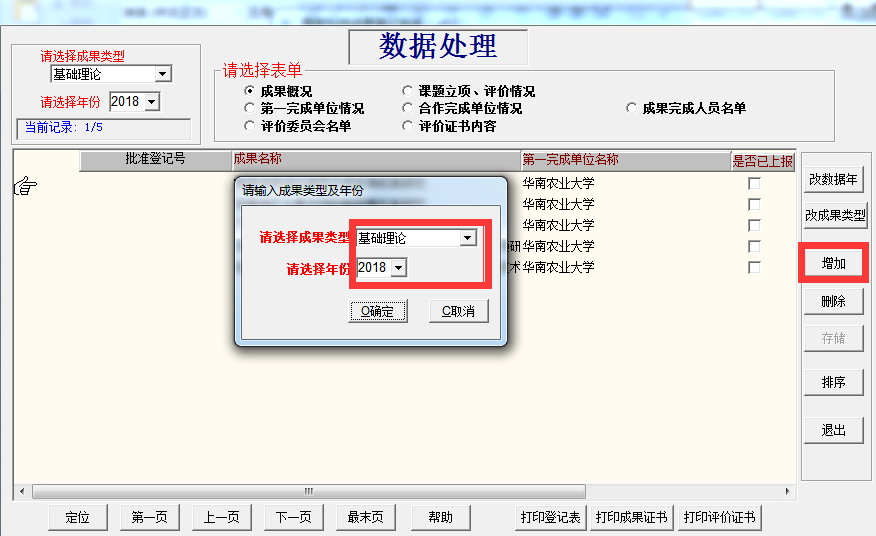 数据处理
请选择成果类型
基础理论
请选择年份 2018
当前记录: 1/5
请选择表单
成果概况 课题立项、评价情况
第一完成单位情况 合作完成单位情况 成果完成人员名单
评价委员会名单 评价证书内容
批准登记号 成果名称 第一完成单位名称 是否已上报
华南农业大学
华南农业大学
华南农业大学
研 华南农业大学
术 华南农业大学
请输入成果类型及年份
请选择成果类型 基础理论
请选择年份 2018
O确定 C取消
改数据年
改成果类型
增加
删除
存储
排序
退出
定位 第一页 上一页 下一页 最末页 帮助 打印登记表 打印成果证书 打印评价证书